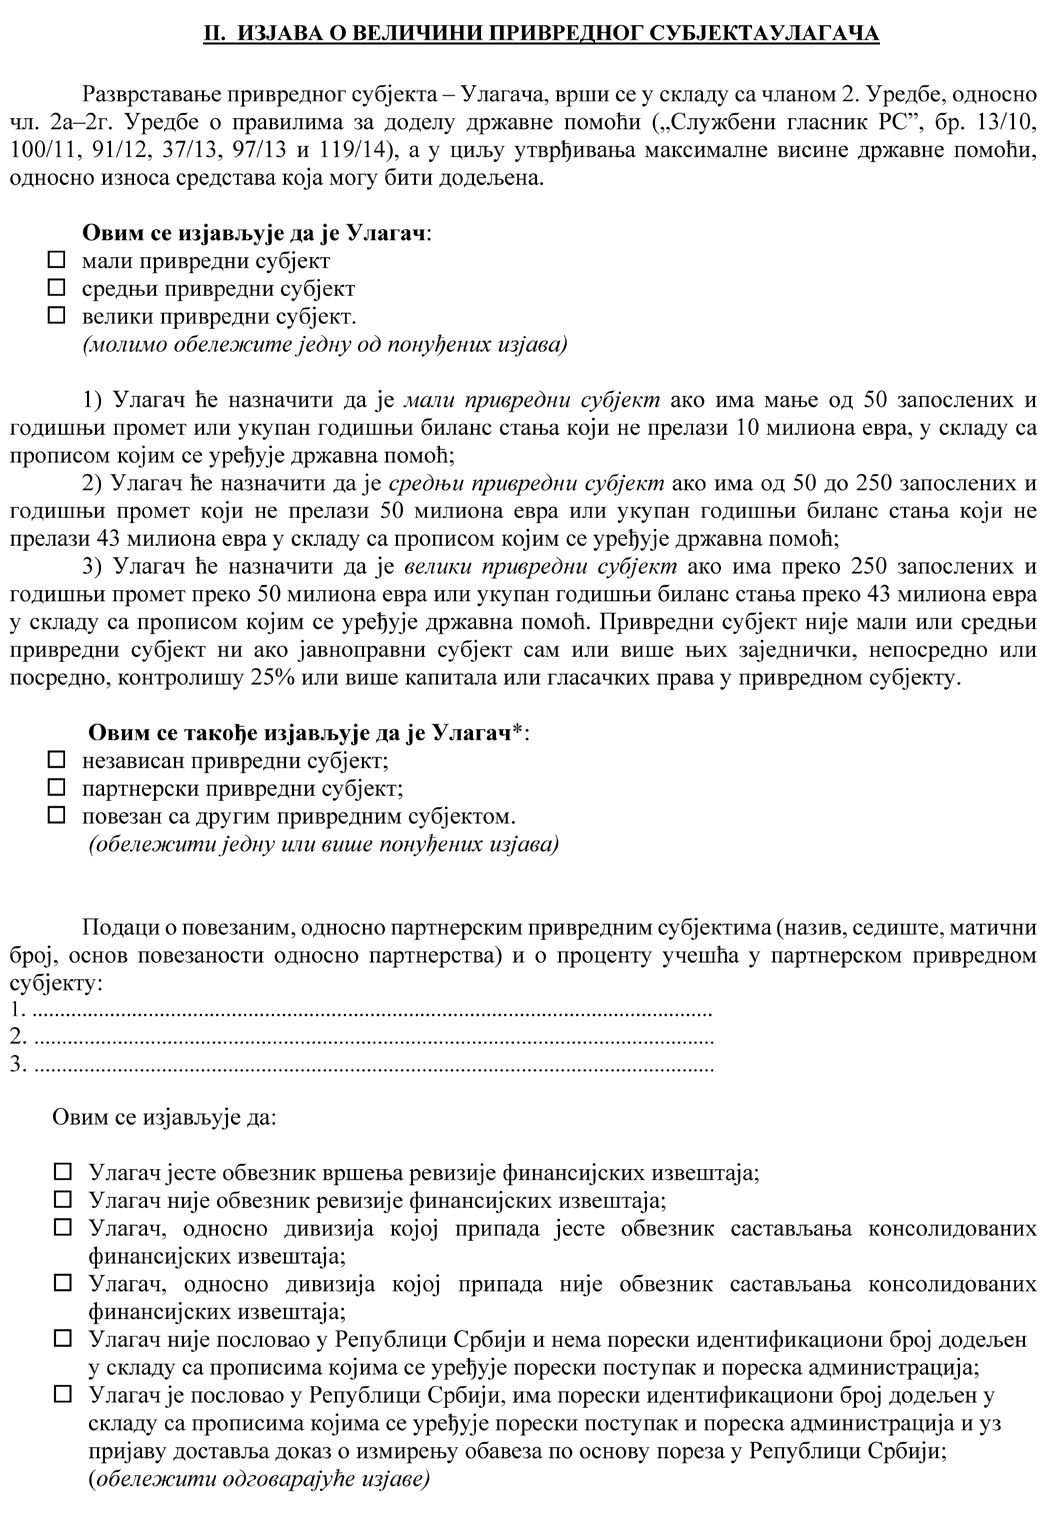 II. ИЗЈАВА О ВЕЛИЧИНИ ПРИВРЕДНОГ СУБЈЕКТАУЛАГАЧА
Разврставање привредног субјекта – Улагача, врши се у складу са чланом 2. Уредбе, односно
чл. 2а–2г. Уредбе о правилима за доделу државне помоћи („Службени гласник РС”, бр. 13/10,
100/11, 91/12, 37/13, 97/13 и 119/14), а у циљу утврђивања максималне висине државне помоћи,
односно износа средстава која могу бити додељена.
Овим се изјављује да је Улагач:
☐ мали привредни субјект
☐ средњи привредни субјект
☐ велики привредни субјект.
(молимо обележите једну од понуђених изјава)
1) Улагач ће назначити да је мали привредни субјект ако има мање од 50 запослених и
годишњи промет или укупан годишњи биланс стања који не прелази 10 милиона евра, у складу са
прописом којим се уређује државна помоћ;
2) Улагач ће назначити да је средњи привредни субјект ако има од 50 до 250 запослених и
годишњи промет који не прелази 50 милиона евра или укупан годишњи биланс стања који не
прелази 43 милиона евра у складу са прописом којим се уређује државна помоћ;
3) Улагач ће назначити да је велики привредни субјект ако има преко 250 запослених и
годишњи промет преко 50 милиона евра или укупан годишњи биланс стања преко 43 милиона евра
у складу са прописом којим се уређује државна помоћ. Привредни субјект није мали или средњи
привредни субјект ни ако јавноправни субјект сам или више њих заједнички, непосредно или
посредно, контролишу 25% или више капитала или гласачких права у привредном субјекту.
Овим се такође изјављује да је Улагач*:
☐ независан привредни субјект;
☐ партнерски привредни субјект;
☐ повезан са другим привредним субјектом.
(обележити једну или више понуђених изјава)
Подаци о повезаним, односно партнерским привредним субјектима (назив, седиште, матични
број, основ повезаности односно партнерства) и о проценту учешћа у партнерском привредном
субјекту:
1. ............................................................................................................................
2. ............................................................................................................................
3. ............................................................................................................................
Овим се изјављује да:
☐ Улагач јесте обвезник вршења ревизије финансијских извештаја;
☐ Улагач није обвезник ревизије финансијских извештаја;
☐ Улагач, односно дивизија којој припада јесте обвезник састављања консолидованих
финансијских извештаја;
☐ Улагач, односно дивизија којој припада није обвезник састављања консолидованих
финансијских извештаја;
☐ Улагач није пословао у Републици Србији и нема порески идентификациони број додељен
у складу са прописима којима се уређује порески поступак и пореска администрација;
☐ Улагач је пословао у Републици Србији, има порески идентификациони број додељен у
складу са прописима којима се уређује порески поступак и пореска администрација и уз
пријаву доставља доказ о измирењу обавеза по основу пореза у Републици Србији;
(обележити одговарајуће изјаве)